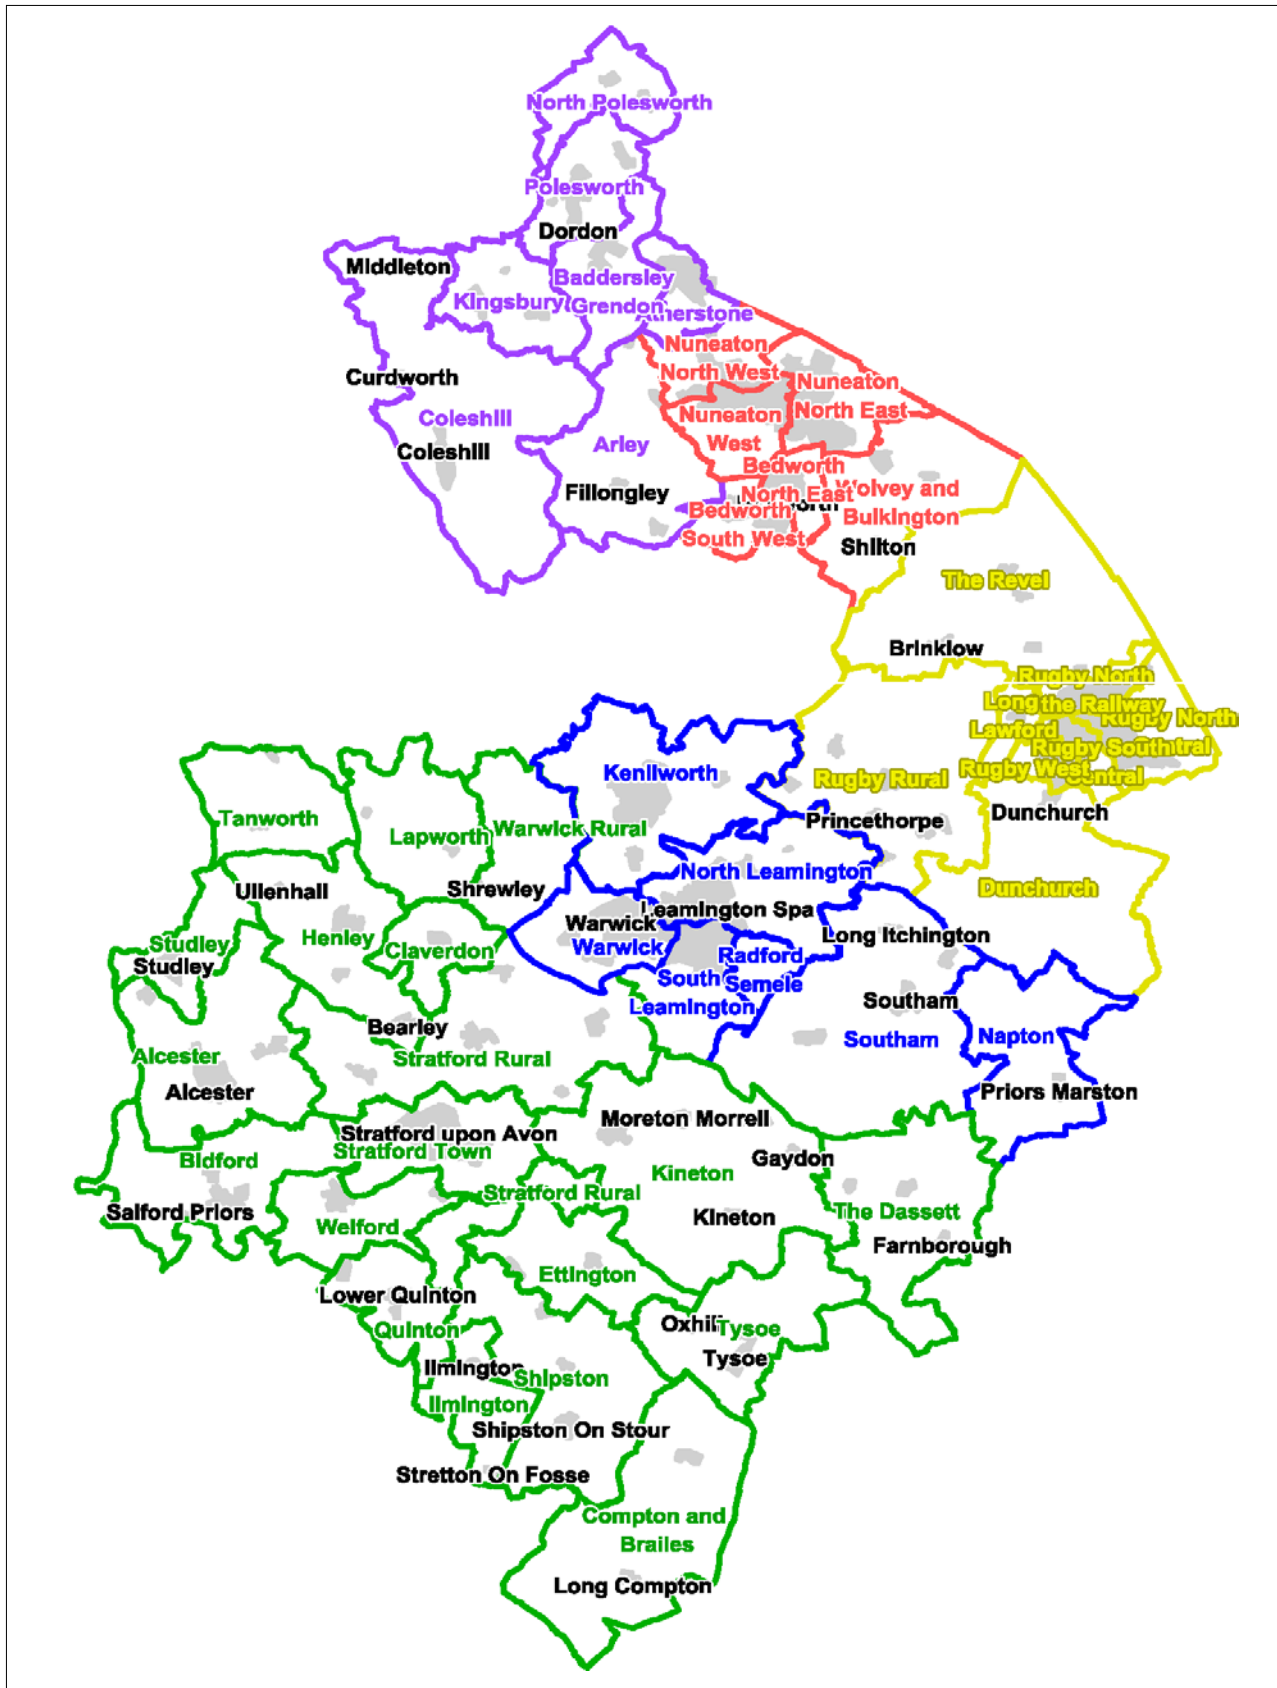 North Polesworth
Polesworth
Dordon
Middleton
Baddersley
Kingsbury
Grendon
Atherstone
Nuneaton
North West
Curdworth
Nuneaton
North East
Coleshill
Nuneaton
West
Arley
Coleshill
Bedworth
North East
Fillongley
Wolvey and
Bulkington
Bedworth
South West
Shilton
The Revel
Brinklow
Rugby North
Long
the Railway
Rugby North
Lawford
Rugby South
Central
Rugby West
Central
Rugby Rural
Kenilworth
Dunchurch
Princethorpe
Tanworth
Lapworth
Warwick Rural
North Leamington
Ullenhall
Shrewley
Dunchurch
Leamington Spa
Warwick
Warwick
Long Itchington
Henley
Claverdon
Studley
Studley
Radford
Semele
South
Leamington
Southam
Southam
Napton
Bearley
Stratford Rural
Alcester
Alcester
Priors Marston
Moreton Morrell
Stratford upon Avon
Stratford Town
Bidford
Gaydon
Kineton
Stratford Rural
Salford Priors
Welford
Kineton
The Dassett
Farnborough
Ettington
Lower Quinton
Quinton
Tysoe
Tysoe
Ilmington
Shipston
Ilmington
Shipston On Stour
Stretton On Fosse
Compton and
Brailes
Long Compton